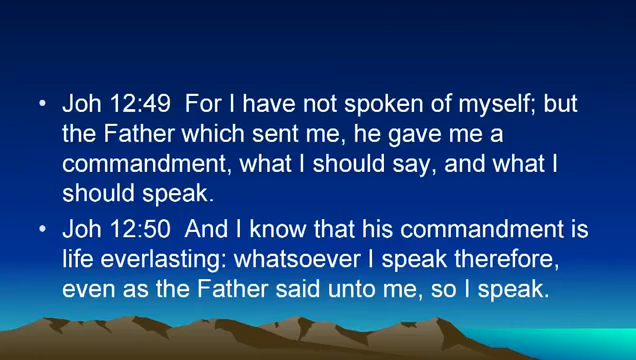 • Joh 12:49 For I have not spoken of myself; but
the Father which sent me, he gave me a
commandment, what I should say, and what I
should speak.
• Joh 12:50 And I know that his commandment is
life everlasting: whatsoever I speak therefore,
even as the Father said unto me, so I speak.